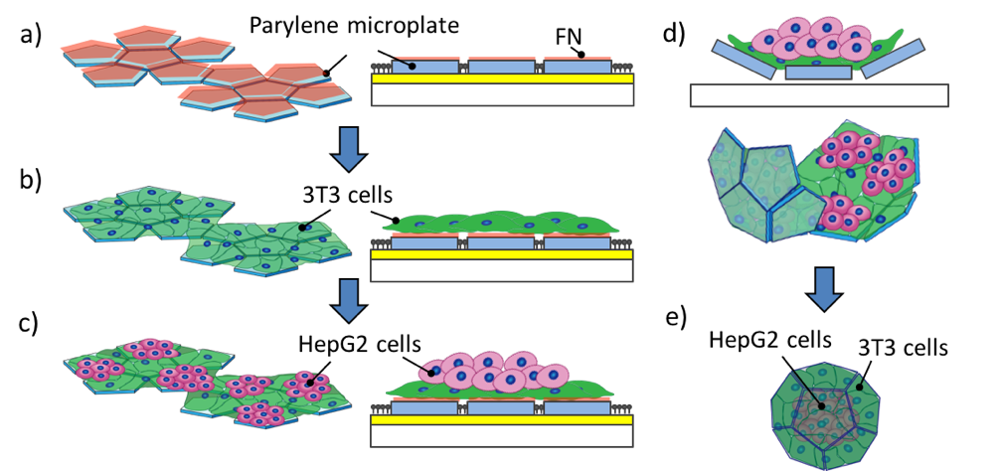 a)
Parylene microplate
FN
b)
3T3 cells
c)
HepG2 cells
d)
e)
HepG2 cells
3T3 cells